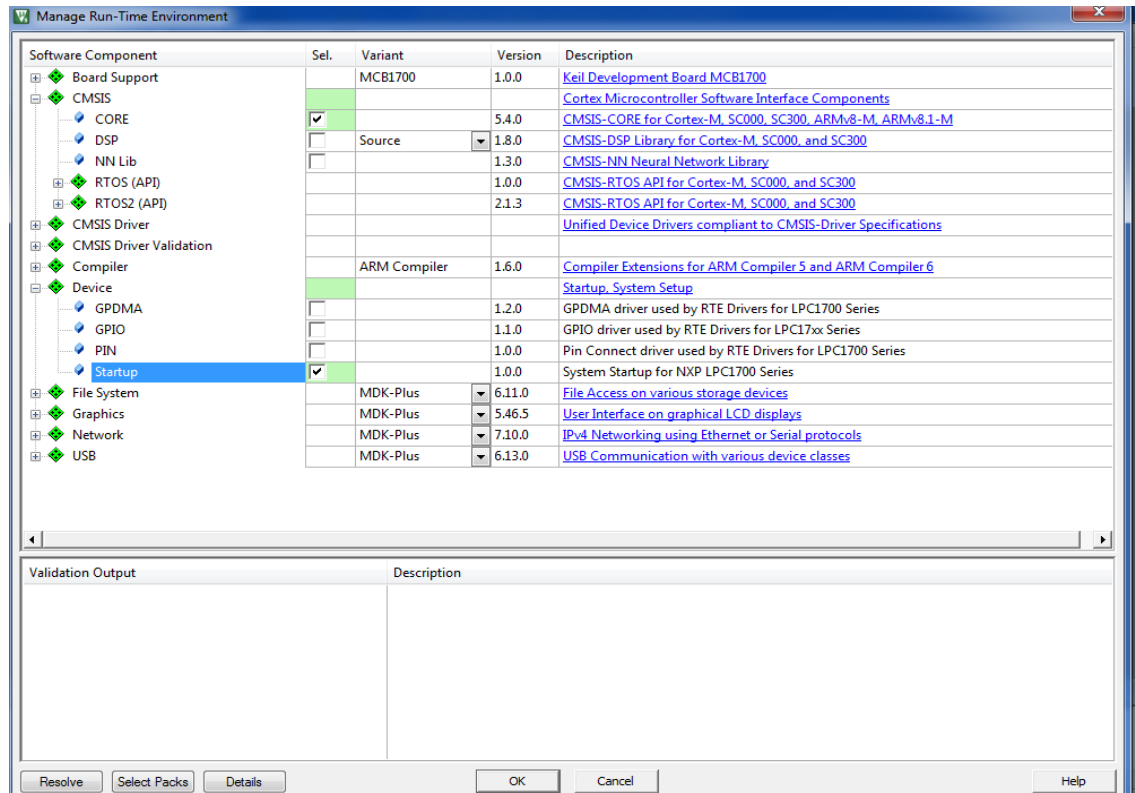 Manage Run-Time Environment
Software Component Sel. Variant Version Description
Board Support MCB1700 1.0.0 Keil Development Board MCB1700
CMSIS Cortex Microcontroller Software Interface Components
CORE 5.4.0 CMSIS-CORE for Cortex-M, SC000, SC300, ARMv8-M, ARMv8.1-M
DSP Source 1.8.0 CMSIS-DSP Library for Cortex-M, SC000, and SC300
NN Lib 1.3.0 CMSIS-NN Neural Network Library
RTOS (API) 1.0.0 CMSIS-RTOS API for Cortex-M, SC000, and SC300
RTOS2 (API) 2.1.3 CMSIS-RTOS API for Cortex-M, SC000, and SC300
CMSIS Driver Unified Device Drivers compliant to CMSIS-Driver Specifications
CMSIS Driver Validation
Compiler ARM Compiler 1.6.0 Compiler Extensions for ARM Compiler 5 and ARM Compiler 6
Device Startup, System Setup
GPDMA 1.2.0 GPDMA driver used by RTE Drivers for LPC1700 Series
GPIO 1.1.0 GPIO driver used by RTE Drivers for LPC17xx Series
PIN 1.0.0 Pin Connect driver used by RTE Drivers for LPC1700 Series
Startup 1.0.0 System Startup for NXP LPC1700 Series
File System MDK-Plus 6.11.0 File Access on various storage devices
Graphics MDK-Plus 5.46.5 User Interface on graphical LCD displays
Network MDK-Plus 7.10.0 IPv4 Networking using Ethernet or Serial protocols
USB MDK-Plus 6.13.0 USB Communication with various device classes
Validation Output Description
Resolve Select Packs Details OK Cancel Help